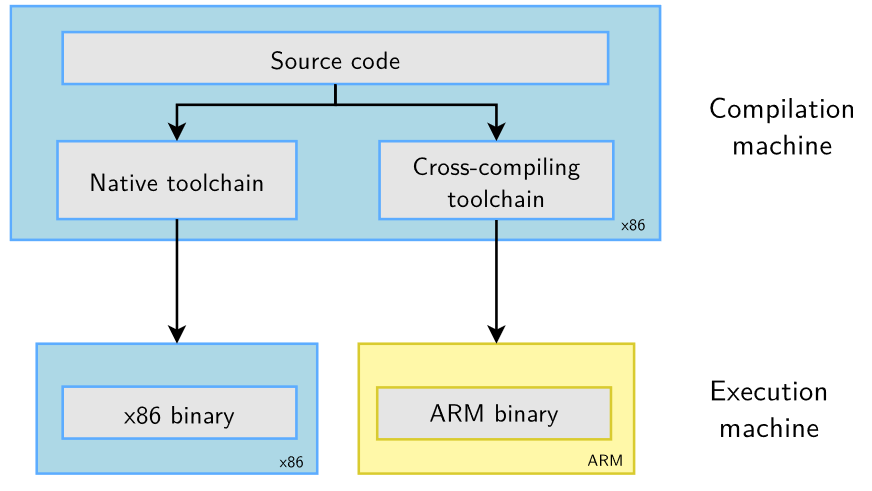 Source code
Compilation
machine
Native toolchain
Cross-compiling
toolchain
x86
x86 binary
x86
ARM binary
ARM
Execution
machine